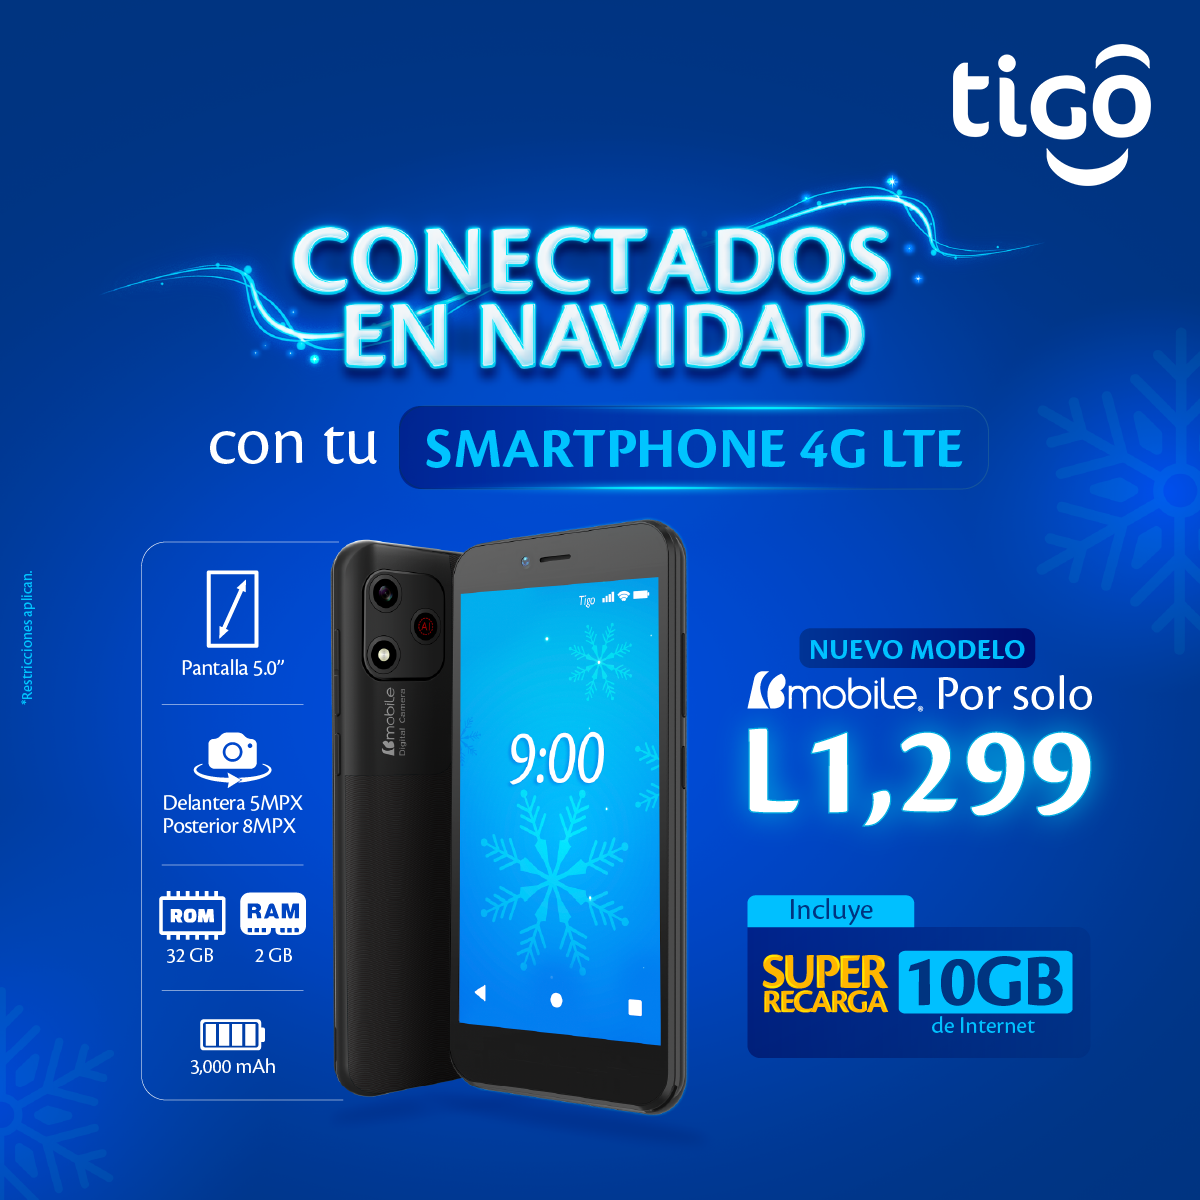 tigo
CONECTADOS
EN NAVIDAD
con tu SMARTPHONE 4G LTE
*Restricciones aplican.
Pantalla 5.0”
Delantera 5MPX
Posterior 8MPX
ROM RAM
32 GB 2 GB
3,000 mAh
AI
Bmobile
Digital Camera
Tigo
9:00
NUEVO MODELO
Bmobile® Por solo
L1,299
Incluye
SUPER
RECARGA
10GB
de Internet